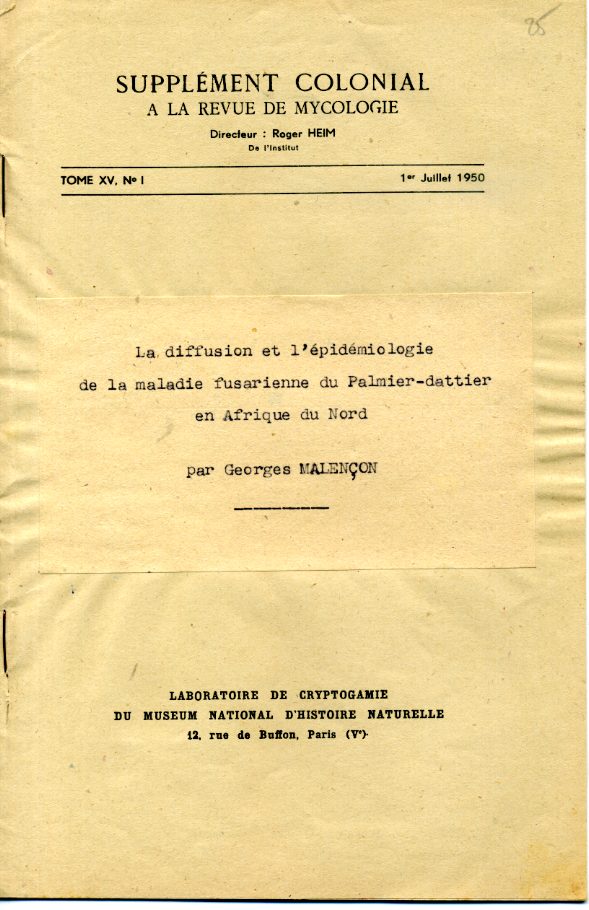 85
SUPPLÉMENT COLONIAL
A LA REVUE DE MYCOLOGIE
Directeur : Roger HEIM
De l'Institut
TOME XV, No I
1er Juillet 1950
La diffusion et l'épidémiologie
de la maladie fusarienne du Palmier-dattier
en Afrique du Nord
par Georges MALENÇON
LABORATOIRE DE CRYPTOGAMIE
DU MUSEUM NATIONAL D'HISTOIRE NATURELLE
12, rue de Buffon, Paris (Ve)